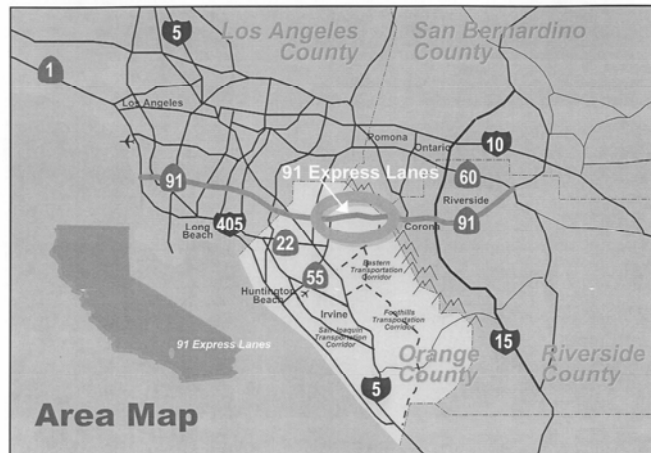 Los Angeles
County
San Bernardino
County
5
1
Los Angeles
Pomona
Ontario
10
60
91
91 Express Lanes
Riverside
91
Corona
405
Long
Beach
22
55
Huntington
Beach
Eastern
Transportation
Corridor
Irvine
San Joaquin
Transportation
Corridor
Foothills
Transportation
Corridor
91 Express Lanes
Orange
County
15
Riverside
County
5
Area Map